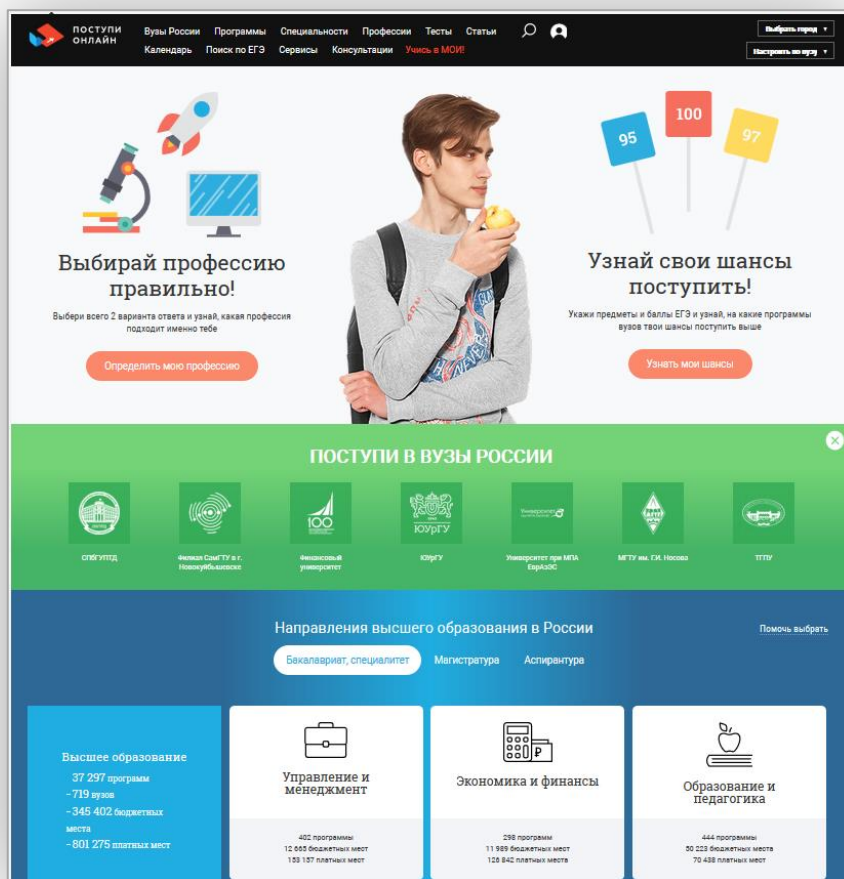 ПОСТУПИ
ОНЛАЙН
Вузы России Программы Специальности Профессии Тесты Статьи
Календарь Поиск по ЕГЭ Сервисы Консультации Учись в МОИ!
Выбрать город
Настроить по вузу
95
100
97
Выбирай профессию
правильно!
Выбери всего 2 варианта ответа и узнай, какая профессия
подходит именно тебе
Определить мою профессию
Узнай свои шансы
поступить!
Укажи предметы и баллы ЕГЭ и узнай, на какие программы
вузов твои шансы поступить выше
Узнать мои шансы
ПОСТУПИ В ВУЗЫ РОССИИ
100
ЮУрГУ
Университет
СПбГУПТД
Филиал СамГТУ в г.
Новокуйбышевске
Финансовый
университет
ЮУрГУ
Университет при МПА
ЕврАзЭС
МГТУ им. Г.И. Носова
ТГПУ
Направления высшего образования в России
Помочь выбрать
Бакалавриат, специалитет Магистратура Аспирантура
Высшее образование
37 297 программ
- 719 вузов
- 345 402 бюджетных
места
- 801 275 платных мест
Управление и
менеджмент
402 программы
12 665 бюджетных мест
153 157 платных мест
Экономика и финансы
298 программ
11 989 бюджетных мест
126 842 платных места
Образование и
педагогика
444 программы
50 223 бюджетных места
70 438 платных мест